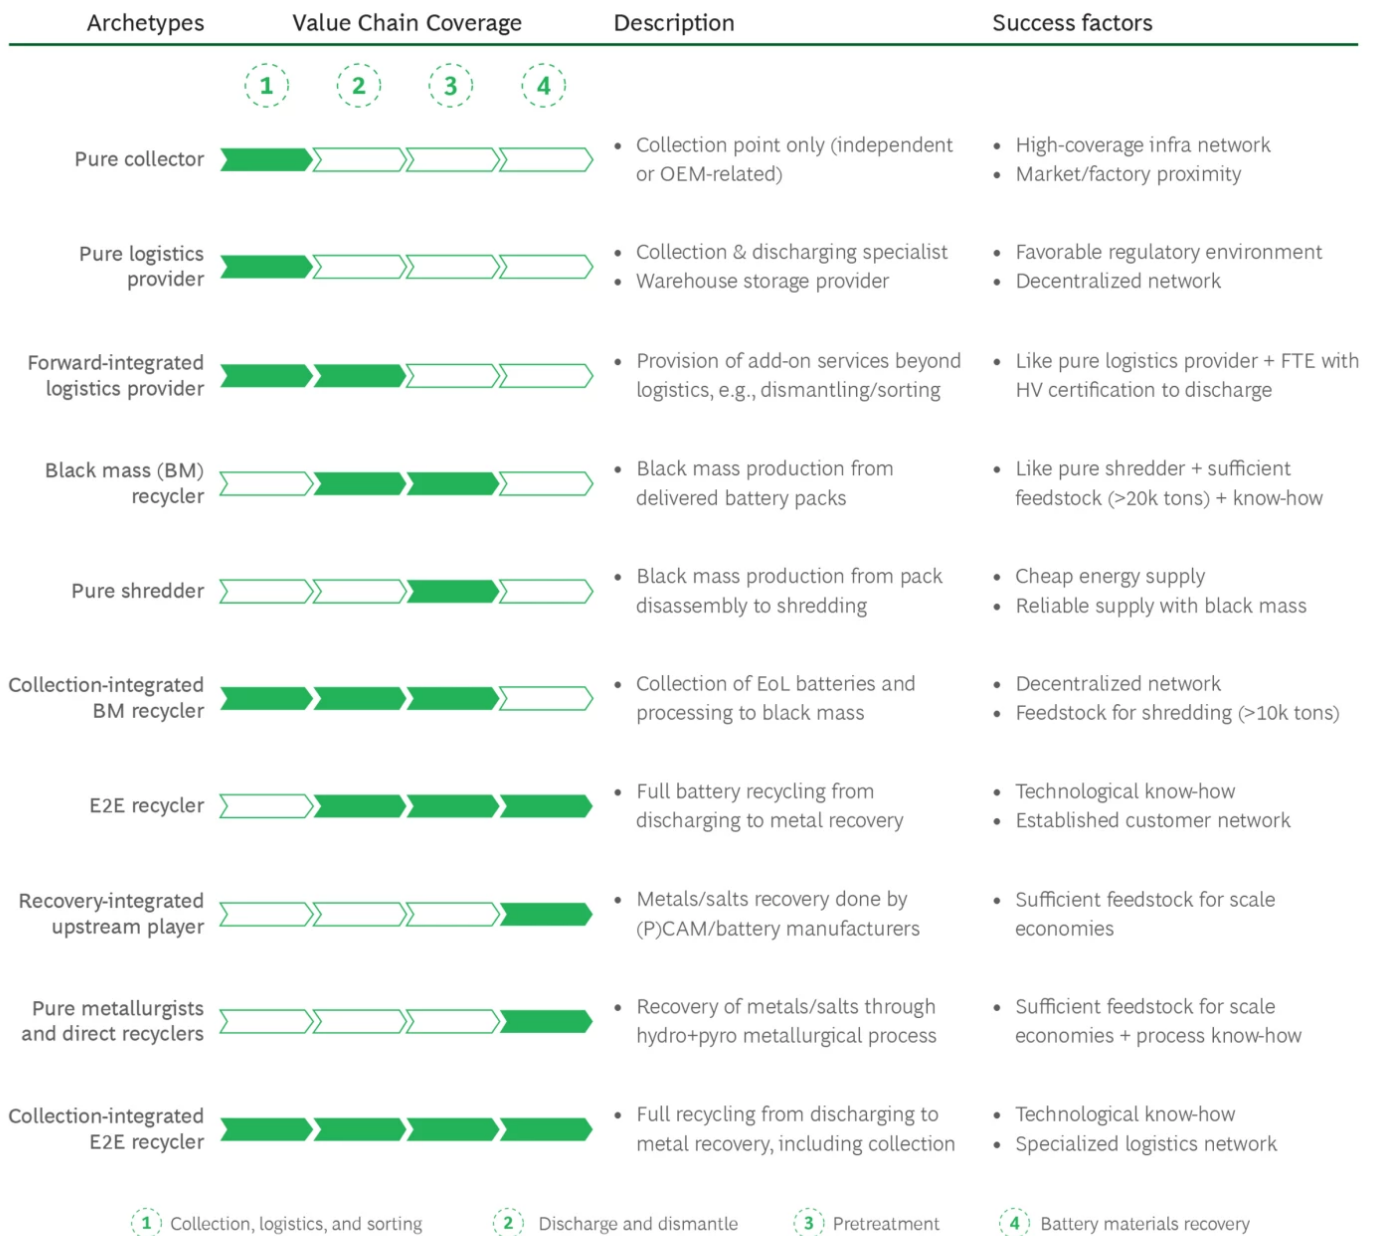 Archetypes Value Chain Coverage Description Success factors
1 2 3 4
Pure collector
• Collection point only (independent
or OEM-related)
• High-coverage infra network
• Market/factory proximity
Pure logistics
provider
• Collection & discharging specialist
• Warehouse storage provider
• Favorable regulatory environment
• Decentralized network
Forward-integrated
logistics provider
• Provision of add-on services beyond
logistics, e.g., dismantling/sorting
• Like pure logistics provider + FTE with
HV certification to discharge
Black mass (BM)
recycler
• Black mass production from
delivered battery packs
• Like pure shredder + sufficient
feedstock (>20k tons) + know-how
Pure shredder
• Black mass production from pack
disassembly to shredding
• Cheap energy supply
• Reliable supply with black mass
Collection-integrated
BM recycler
• Collection of EoL batteries and
processing to black mass
• Decentralized network
• Feedstock for shredding (>10k tons)
E2E recycler
• Full battery recycling from
discharging to metal recovery
• Technological know-how
• Established customer network
Recovery-integrated
upstream player
• Metals/salts recovery done by
(P)CAM/battery manufacturers
• Sufficient feedstock for scale
economies
Pure metallurgists
and direct recyclers
• Recovery of metals/salts through
hydro+pyro metallurgical process
• Sufficient feedstock for scale
economies + process know-how
Collection-integrated
E2E recycler
• Full recycling from discharging to
metal recovery, including collection
• Technological know-how
• Specialized logistics network
1 Collection, logistics, and sorting 2 Discharge and dismantle 3 Pretreatment 4 Battery materials recovery